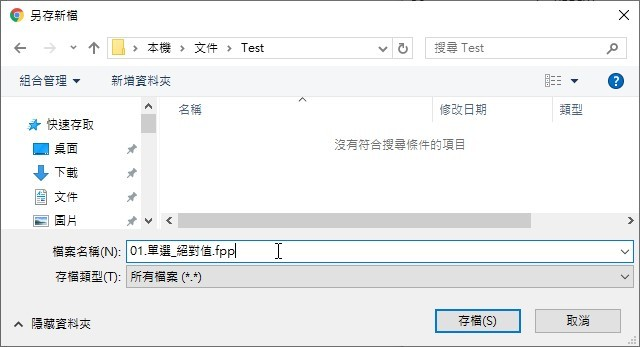 另存新檔
本機 > 文件 > Test
搜尋 Test
組合管理
新增資料夾
快速存取
桌面
下載
文件
圖片
名稱
修改日期
類型
沒有符合搜尋條件的項目
檔案名稱(N): 01.單選_絕對值.fpp
存檔類型(T): 所有檔案 (*.*)
隱藏資料夾
存檔(S)
取消